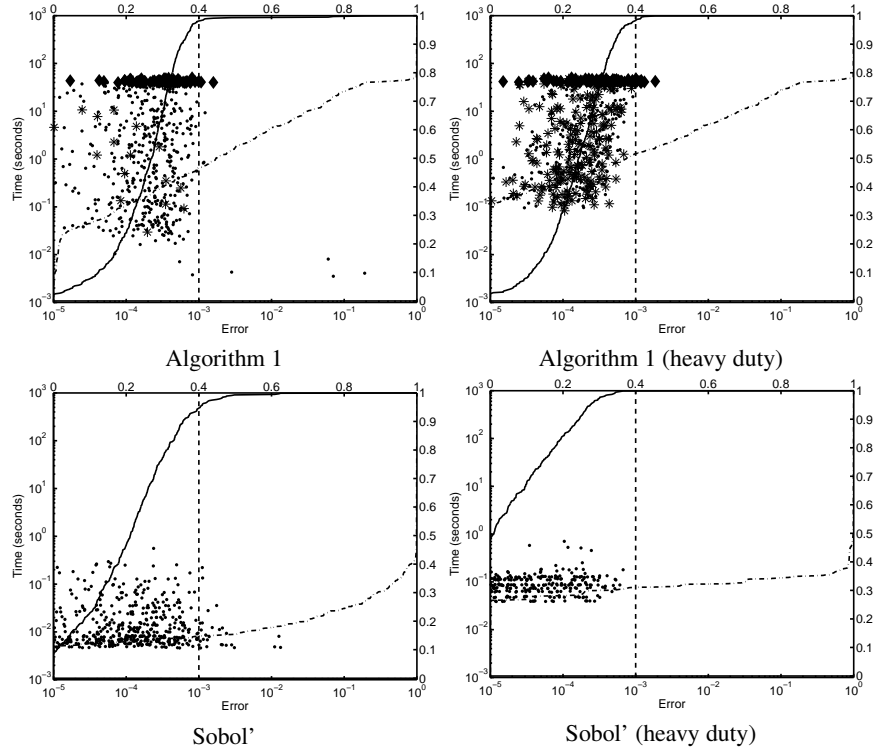 0 0.2 0.4 0.6 0.8 1
10^3 10^2 10^1 10^0 10^-1 10^-2 10^-3
Time (seconds)
1 0.9 0.8 0.7 0.6 0.5 0.4 0.3 0.2 0.1 0
10^-5 10^-4 10^-3 10^-2 10^-1 10^0
Error
Algorithm 1
0 0.2 0.4 0.6 0.8 1
10^3 10^2 10^1 10^0 10^-1 10^-2 10^-3
Time (seconds)
1 0.9 0.8 0.7 0.6 0.5 0.4 0.3 0.2 0.1 0
10^-5 10^-4 10^-3 10^-2 10^-1 10^0
Error
Algorithm 1 (heavy duty)
0 0.2 0.4 0.6 0.8 1
10^3 10^2 10^1 10^0 10^-1 10^-2 10^-3
Time (seconds)
1 0.9 0.8 0.7 0.6 0.5 0.4 0.3 0.2 0.1 0
10^-5 10^-4 10^-3 10^-2 10^-1 10^0
Error
Sobol'
0 0.2 0.4 0.6 0.8 1
10^3 10^2 10^1 10^0 10^-1 10^-2 10^-3
Time (seconds)
1 0.9 0.8 0.7 0.6 0.5 0.4 0.3 0.2 0.1 0
10^-5 10^-4 10^-3 10^-2 10^-1 10^0
Error
Sobol' (heavy duty)